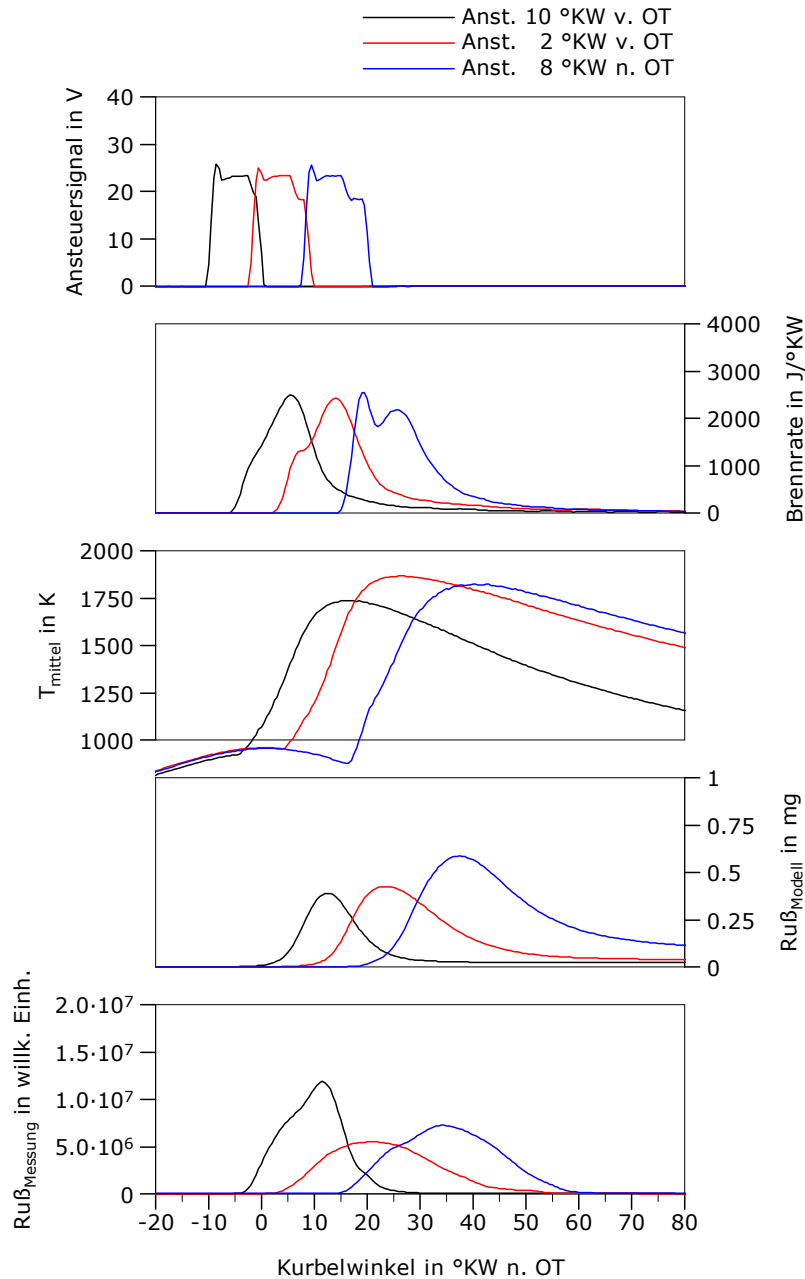 Anst. 10 °KW v. OT
Anst. 2 °KW v. OT
Anst. 8 °KW n. OT
Ansteuersignal in V
40
30
20
10
0
Brennrate in J/°KW
4000
3000
2000
1000
0
T_mittel in K
2000
1750
1500
1250
1000
Ruß_Modell in mg
1
0.75
0.5
0.25
0
Ruß_Messung in willk. Einh.
2.0·10⁷
1.5·10⁷
1.0·10⁷
5.0·10⁶
0
-20 -10 0 10 20 30 40 50 60 70 80
Kurbelwinkel in °KW n. OT